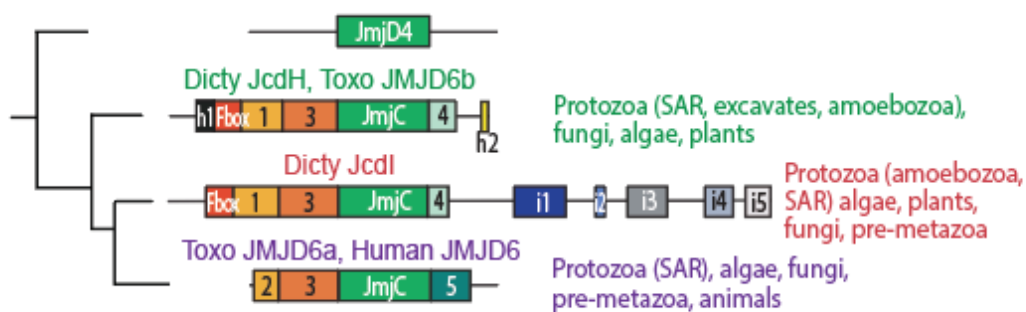 JmjD4
Dicty JcdH, Toxo JMJD6b
h1 Fbox 1 3 JmjC 4
h2
Protozoa (SAR, excavates, amoebozoa),
fungi, algae, plants
Dicty JcdI
Fbox 1 3 JmjC 4 i1 i2 i3 i4 i5
Protozoa (amoebozoa,
SAR) algae, plants,
fungi, pre-metazoa
Toxo JMJD6a, Human JMJD6
2 3 JmjC 5
Protozoa (SAR), algae, fungi,
pre-metazoa, animals